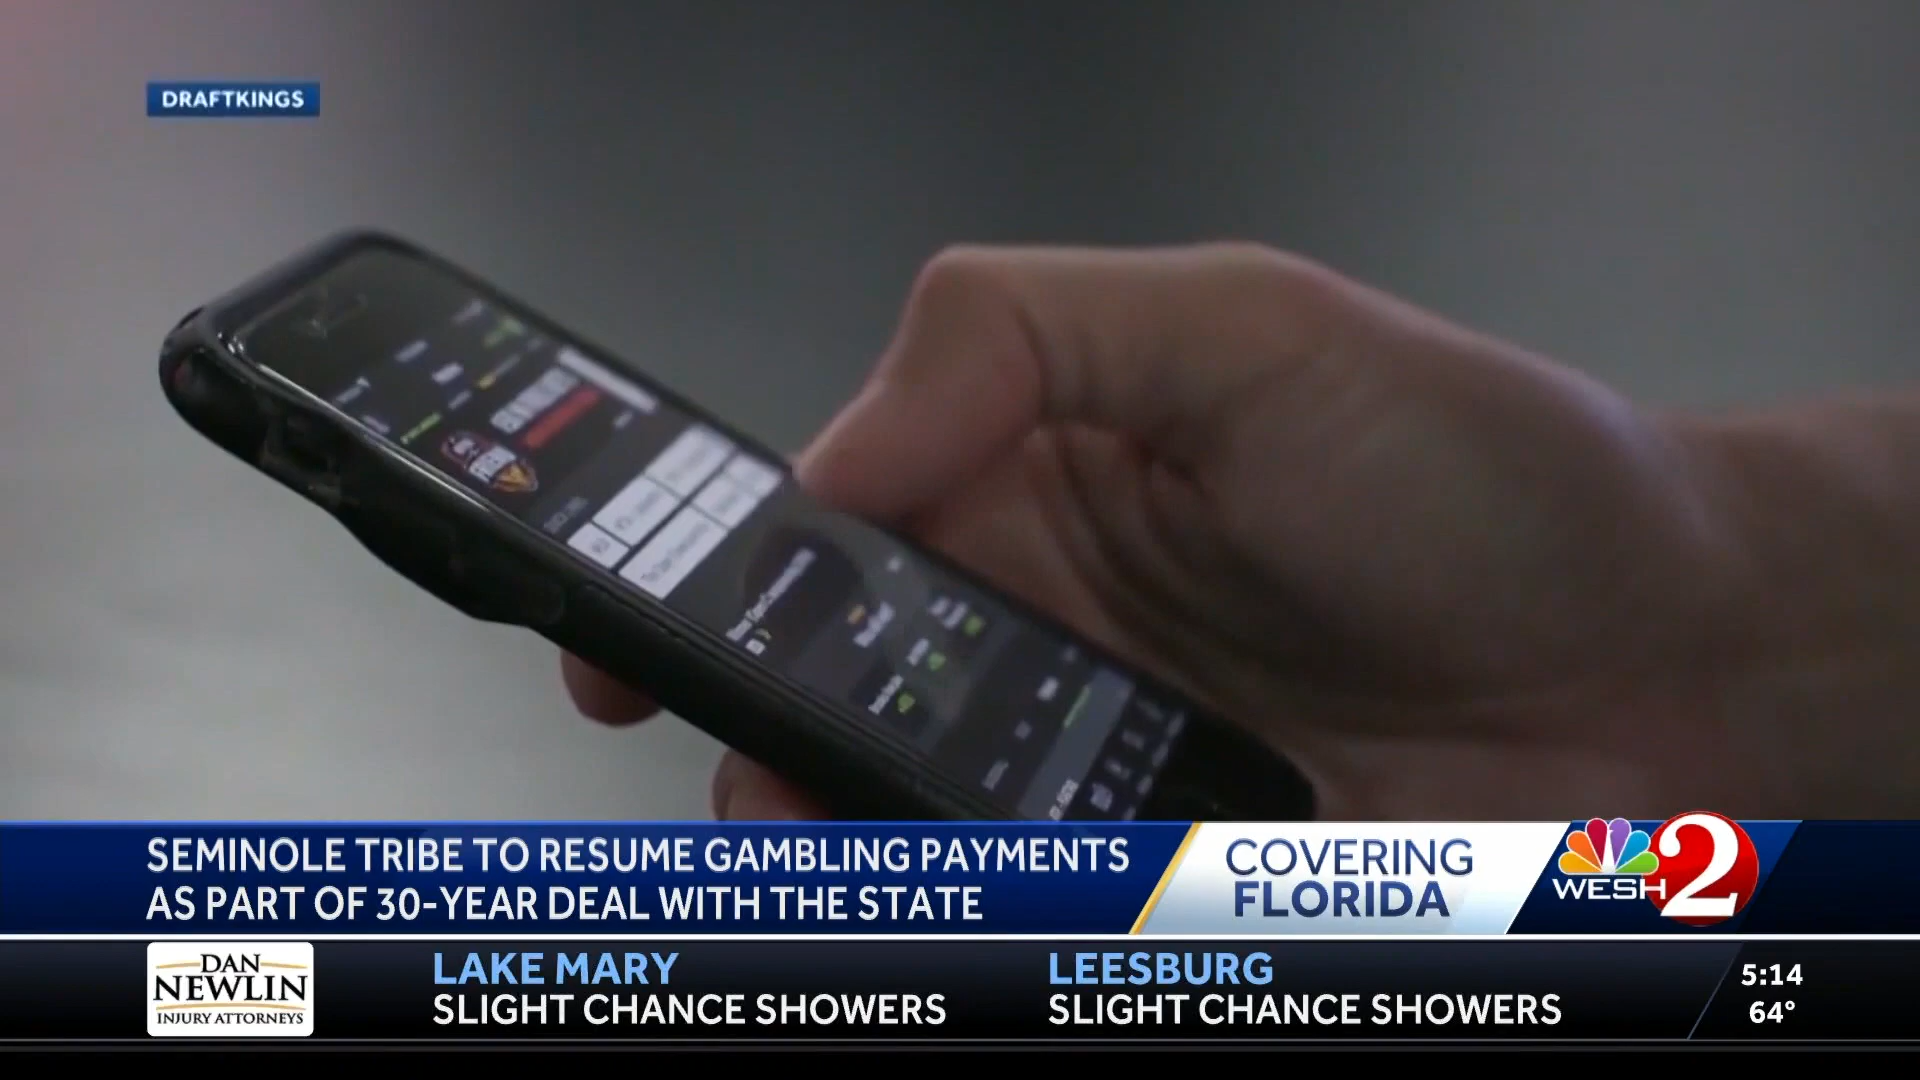 DRAFTKINGS
SEMINOLE TRIBE TO RESUME GAMBLING PAYMENTS
AS PART OF 30-YEAR DEAL WITH THE STATE
COVERING
FLORIDA
WESH 2
DAN
NEWLIN
INJURY ATTORNEYS
LAKE MARY
SLIGHT CHANCE SHOWERS
LEESBURG
SLIGHT CHANCE SHOWERS
5:14
64°